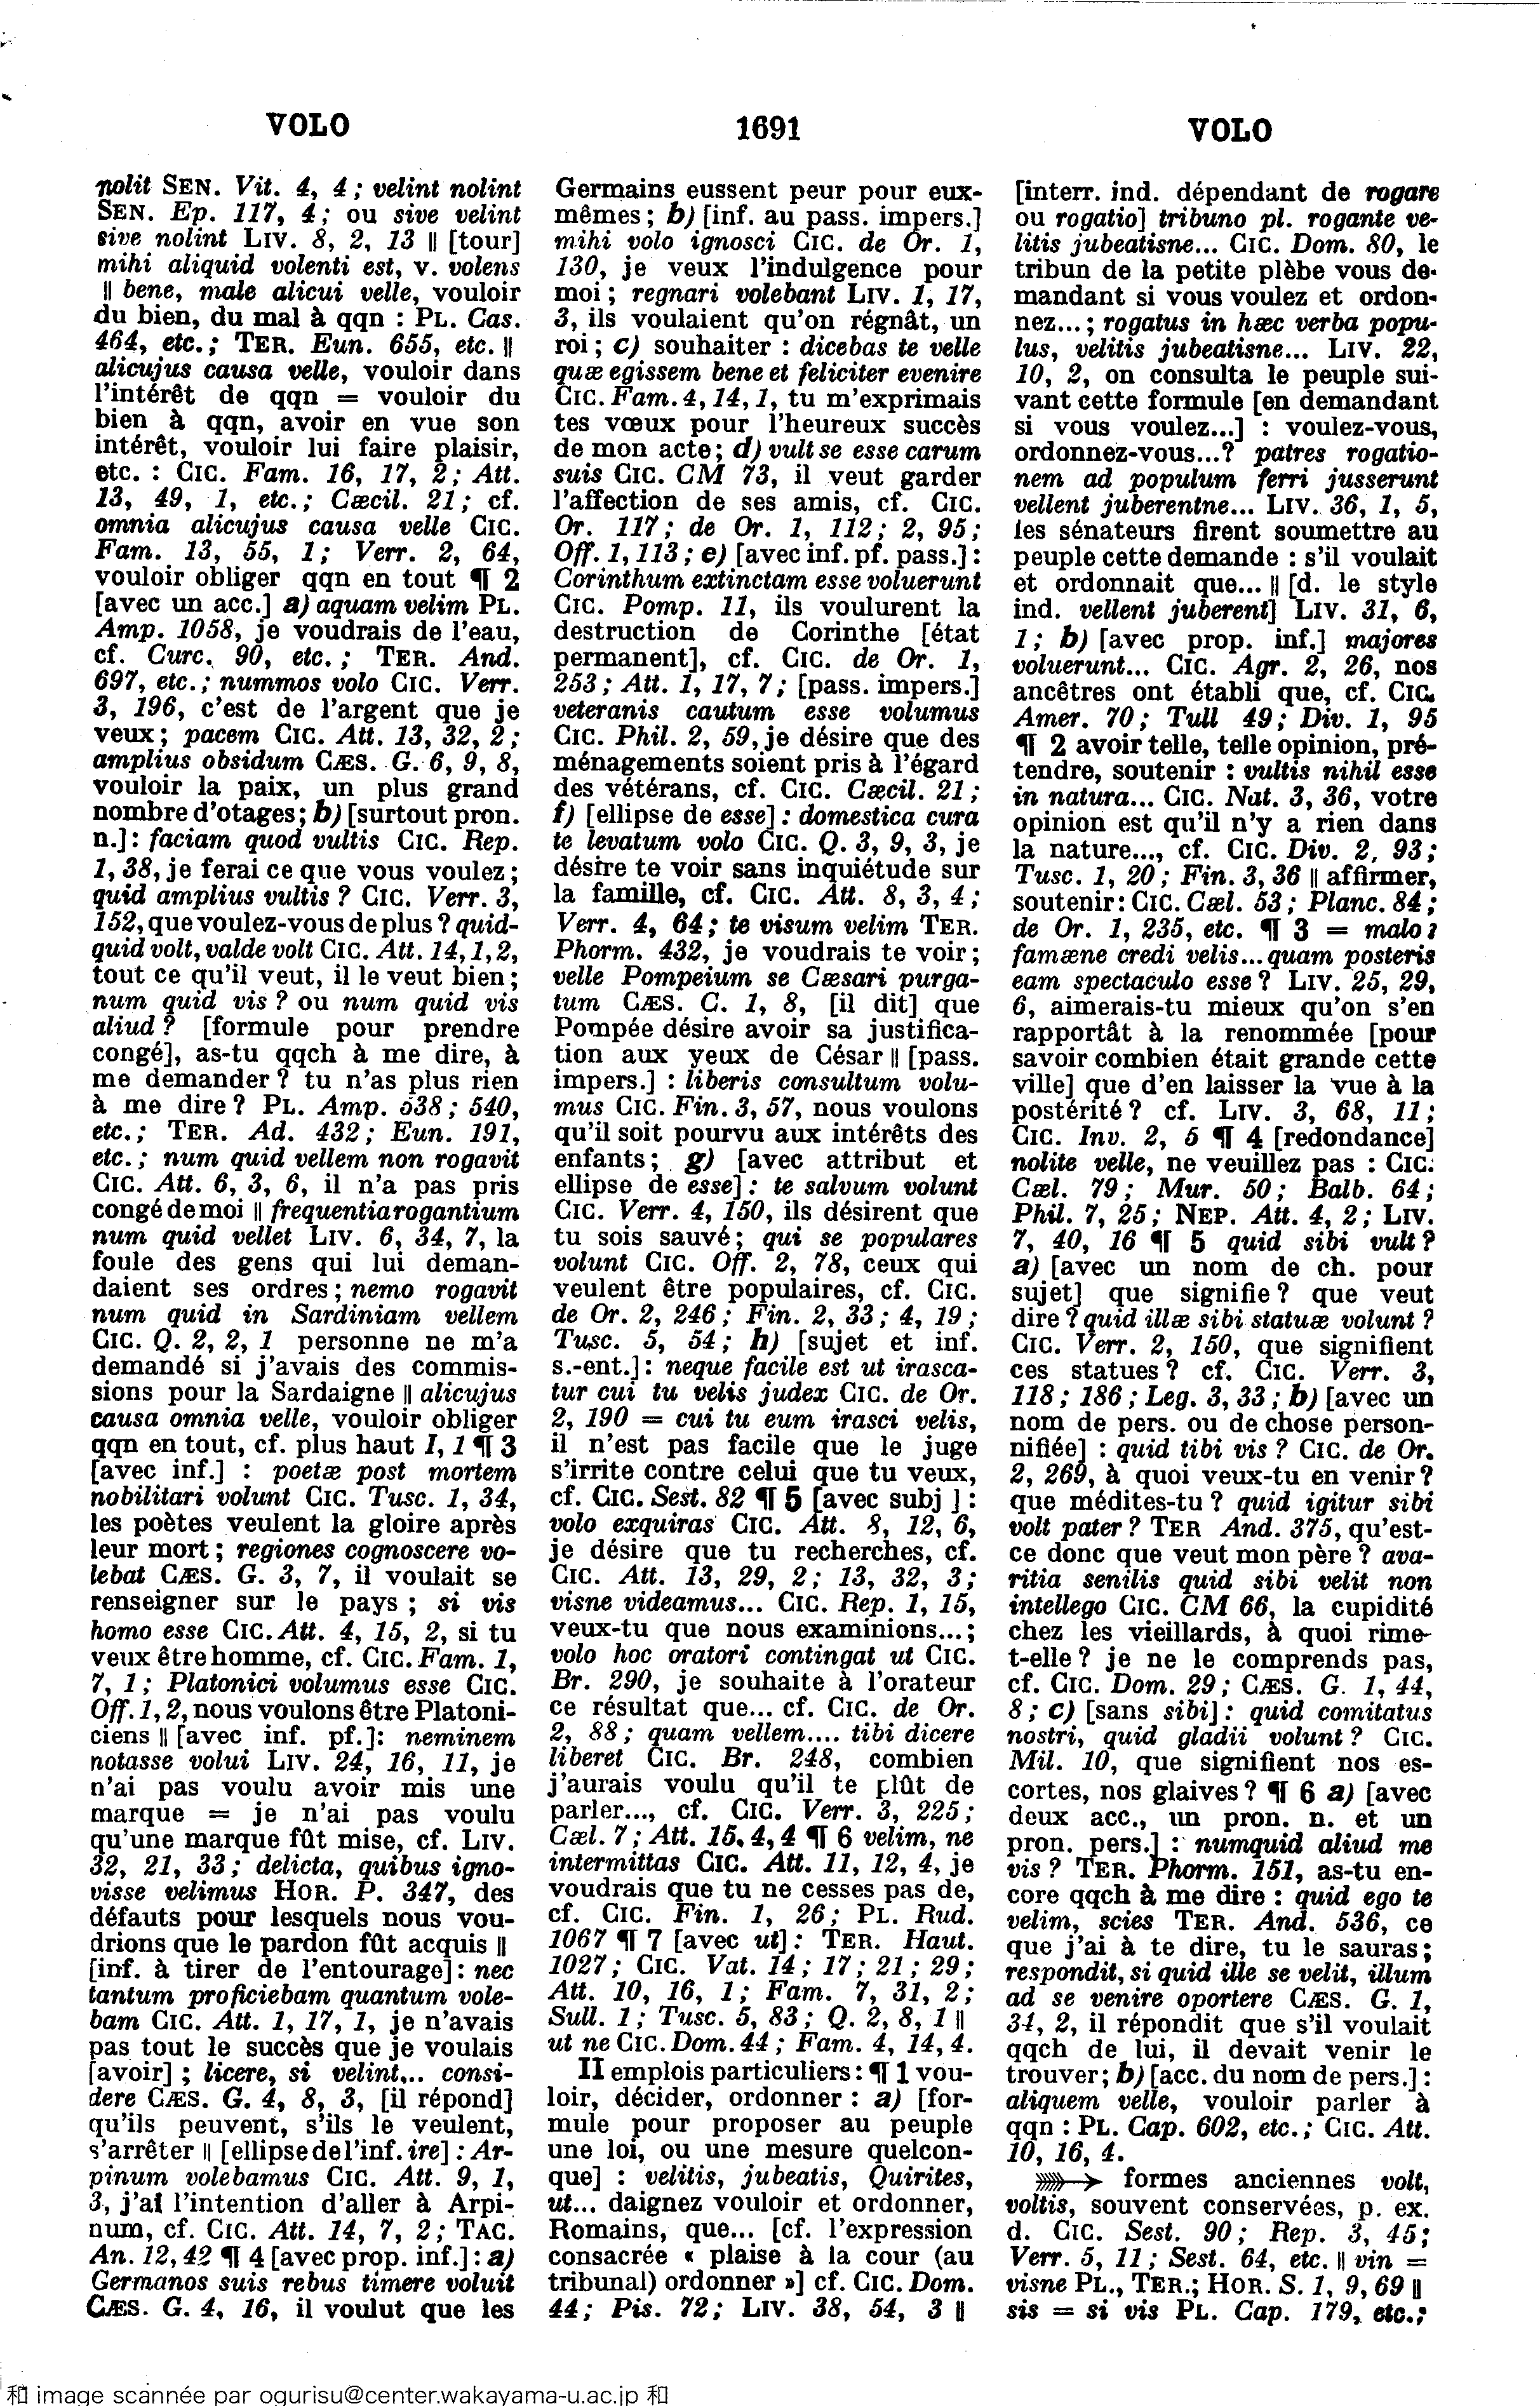 VOLO
1691
VOLO
nolit SEN. Vit. 4, 4 ; velint nolint
SEN. Ep. 117, 4 ; ou sive velint
sive nolint LIV. 8, 2, 13 || [tour]
mihi aliquid volenti est, v. volens
|| bene, male alicui velle, vouloir
du bien, du mal à qqn : PL. Cas.
464, etc. ; TER. Eun. 655, etc. ||
alicujus causa velle, vouloir dans
l'intérêt de qqn = vouloir du
bien à qqn, avoir en vue son
intérêt, vouloir lui faire plaisir,
etc. : CIC. Fam. 16, 17, 2 ; Att.
13, 49, 1, etc. ; Cæcil. 21 ; cf.
omnia alicujus causa velle CIC.
Fam. 13, 55, 1 ; Verr. 2, 64,
vouloir obliger qqn en tout ¶ 2
[avec un acc.] a) aquam velim PL.
Amp. 1058, je voudrais de l'eau,
cf. Curc. 90, etc. ; TER. And.
697, etc. ; nummos volo CIC. Verr.
3, 196, c'est de l'argent que je
veux ; pacem CIC. Att. 13, 32, 2 ;
amplius obsidum CÆS. G. 6, 9, 8,
vouloir la paix, un plus grand
nombre d'otages ; b) [surtout pron.
n.] : faciam quod vultis CIC. Rep.
1, 38, je ferai ce que vous voulez ;
quid amplius vultis ? CIC. Verr. 3,
152, que voulez-vous de plus ? quid-
quid volt, valde volt CIC. Att. 14, 1, 2,
tout ce qu'il veut, il le veut bien ;
num quid vis ? ou num quid vis
aliud ? [formule pour prendre
congé], as-tu qqch à me dire, à
me demander ? tu n'as plus rien
à me dire ? PL. Amp. 538 ; 540,
etc. ; TER. Ad. 432 ; Eun. 191,
etc. ; num quid vellem non rogavit
CIC. Att. 6, 3, 6, il n'a pas pris
congé de moi || frequentia rogantium
num quid vellet LIV. 6, 34, 7, la
foule des gens qui lui deman-
daient ses ordres ; nemo rogavit
num quid in Sardiniam vellem
CIC. Q. 2, 2, 1 personne ne m'a
demandé si j'avais des commis-
sions pour la Sardaigne || alicujus
causa omnia velle, vouloir obliger
qqn en tout, cf. plus haut I, 1 ¶ 3
[avec inf.] : poetæ post mortem
nobilitari volunt CIC. Tusc. 1, 34,
les poètes veulent la gloire après
leur mort ; regiones cognoscere vo-
lebat CÆS. G. 3, 7, il voulait se
renseigner sur le pays ; si vis
homo esse CIC. Att. 4, 15, 2, si tu
veux être homme, cf. CIC. Fam. 1,
7, 1 ; Platonici volumus esse CIC.
Off. 1, 2, nous voulons être Platoni-
ciens || [avec inf. pf.] : neminem
notasse volui LIV. 24, 16, 11, je
n'ai pas voulu avoir mis une
marque = je n'ai pas voulu
qu'une marque fût mise, cf. LIV.
32, 21, 33 ; delicta, quibus igno-
visse velimus HOR. P. 347, des
défauts pour lesquels nous vou-
drions que le pardon fût acquis ||
[inf. à tirer de l'entourage] : nec
tantum proficiebam quantum vole-
bam CIC. Att. 1, 17, 1, je n'avais
pas tout le succès que je voulais
[avoir] ; licere, si velint,.. consi-
dere CÆS. G. 4, 8, 3, [il répond]
qu'ils peuvent, s'ils le veulent,
s'arrêter || [ellipse de l'inf. ire] : Ar-
pinum volebamus CIC. Att. 9, 1,
3, j'ai l'intention d'aller à Arpi-
num, cf. CIC. Att. 14, 7, 2 ; TAC.
An. 12, 42 ¶ 4 [avec prop. inf.] : a)
Germanos suis rebus timere voluit
CÆS. G. 4, 16, il voulut que les
Germains eussent peur pour eux-
mêmes ; b) [inf. au pass. impers.]
mihi volo ignosci CIC. de Or. 1,
130, je veux l'indulgence pour
moi ; regnari volebant LIV. 1, 17,
3, ils voulaient qu'on régnât, un
roi ; c) souhaiter : dicebas te velle
quæ egissem bene et feliciter evenire
CIC. Fam. 4, 14, 1, tu m'exprimais
tes vœux pour l'heureux succès
de mon acte ; d) vult se esse carum
suis CIC. CM 73, il veut garder
l'affection de ses amis, cf. CIC.
Or. 117 ; de Or. 1, 112 ; 2, 95 ;
Off. 1, 113 ; e) [avec inf. pf. pass.] :
Corinthum extinctam esse voluerunt
CIC. Pomp. 11, ils voulurent la
destruction de Corinthe [état
permanent], cf. CIC. de Or. 1,
253 ; Att. 1, 17, 7 ; [pass. impers.]
veteranis cautum esse volumus
CIC. Phil. 2, 59, je désire que des
ménagements soient pris à l'égard
des vétérans, cf. CIC. Cæcil. 21 ;
f) [ellipse de esse] : domestica cura
te levatum volo CIC. Q. 3, 9, 3, je
désire te voir sans inquiétude sur
la famille, cf. CIC. Att. 8, 3, 4 ;
Verr. 4, 64 ; te visum velim TER.
Phorm. 432, je voudrais te voir ;
velle Pompeium se Cæsari purga-
tum CÆS. C. 1, 8, [il dit] que
Pompée désire avoir sa justifica-
tion aux yeux de César || [pass.
impers.] : liberis consultum volu-
mus CIC. Fin. 3, 57, nous voulons
qu'il soit pourvu aux intérêts des
enfants ; g) [avec attribut et
ellipse de esse] : te salvum volunt
CIC. Verr. 4, 150, ils désirent que
tu sois sauvé ; qui se populares
volunt CIC. Off. 2, 78, ceux qui
veulent être populaires, cf. CIC.
de Or. 2, 246 ; Fin. 2, 33 ; 4, 19 ;
Tusc. 5, 54 ; h) [sujet et inf.
s.-ent.] : neque facile est ut irasca-
tur cui tu velis judex CIC. de Or.
2, 190 = cui tu eum irasci velis,
il n'est pas facile que le juge
s'irrite contre celui que tu veux,
cf. CIC. Sest. 82 ¶ 5 [avec subj ] :
volo exquiras CIC. Att. 8, 12, 6,
je désire que tu recherches, cf.
CIC. Att. 13, 29, 2 ; 13, 32, 3 ;
visne videamus... CIC. Rep. 1, 15,
veux-tu que nous examinions... ;
volo hoc oratori contingat ut CIC.
Br. 290, je souhaite à l'orateur
ce résultat que... cf. CIC. de Or.
2, 88 ; quam vellem.... tibi dicere
liberet CIC. Br. 248, combien
j'aurais voulu qu'il te plût de
parler..., cf. CIC. Verr. 3, 225 ;
Cæl. 7 ; Att. 15, 4, 4 ¶ 6 velim, ne
intermittas CIC. Att. 11, 12, 4, je
voudrais que tu ne cesses pas de,
cf. CIC. Fin. 1, 26 ; PL. Rud.
1067 ¶ 7 [avec ut] : TER. Haut.
1027 ; CIC. Vat. 14 ; 17 ; 21 ; 29 ;
Att. 10, 16, 1 ; Fam. 7, 31, 2 ;
Sull. 1 ; Tusc. 5, 83 ; Q. 2, 8, 1 ||
ut ne CIC. Dom. 44 ; Fam. 4, 14, 4.
II emplois particuliers : ¶ 1 vou-
loir, décider, ordonner : a) [for-
mule pour proposer au peuple
une loi, ou une mesure quelcon-
que] : velitis, jubeatis, Quirites,
ut... daignez vouloir et ordonner,
Romains, que... [cf. l'expression
consacrée « plaise à la cour (au
tribunal) ordonner »] cf. CIC. Dom.
44 ; Pis. 72 ; LIV. 38, 54, 3 ||
[interr. ind. dépendant de rogare
ou rogatio] tribuno pl. rogante ve-
litis jubeatisne... CIC. Dom. 80, le
tribun de la petite plèbe vous de-
mandant si vous voulez et ordon-
nez... ; rogatus in hæc verba popu-
lus, velitis jubeatisne... LIV. 22,
10, 2, on consulta le peuple sui-
vant cette formule [en demandant
si vous voulez...] : voulez-vous,
ordonnez-vous...? patres rogatio-
nem ad populum ferri jusserunt
vellent juberentne... LIV. 36, 1, 5,
les sénateurs firent soumettre au
peuple cette demande : s'il voulait
et ordonnait que... || [d. le style
ind. vellent juberent] LIV. 31, 6,
1 ; b) [avec prop. inf.] majores
voluerunt... CIC. Agr. 2, 26, nos
ancêtres ont établi que, cf. CIC.
Amer. 70 ; Tull 49 ; Div. 1, 95
¶ 2 avoir telle, telle opinion, pré-
tendre, soutenir : vultis nihil esse
in natura... CIC. Nat. 3, 36, votre
opinion est qu'il n'y a rien dans
la nature..., cf. CIC. Div. 2, 93 ;
Tusc. 1, 20 ; Fin. 3, 36 || affirmer,
soutenir : CIC. Cæl. 53 ; Planc. 84 ;
de Or. 1, 235, etc. ¶ 3 = malo :
famæne credi velis... quam posteris
eam spectaculo esse ? LIV. 25, 29,
6, aimerais-tu mieux qu'on s'en
rapportât à la renommée [pour
savoir combien était grande cette
ville] que d'en laisser la vue à la
postérité ? cf. LIV. 3, 68, 11 ;
CIC. Inv. 2, 5 ¶ 4 [redondance]
nolite velle, ne veuillez pas : CIC.
Cæl. 79 ; Mur. 50 ; Balb. 64 ;
Phil. 7, 25 ; NEP. Att. 4, 2 ; LIV.
7, 40, 16 ¶ 5 quid sibi vult ?
a) [avec un nom de ch. pour
sujet] que signifie ? que veut
dire ? quid illæ sibi statuæ volunt ?
CIC. Verr. 2, 150, que signifient
ces statues ? cf. CIC. Verr. 3,
118 ; 186 ; Leg. 3, 33 ; b) [avec un
nom de pers. ou de chose person-
nifiée] : quid tibi vis ? CIC. de Or.
2, 269, à quoi veux-tu en venir ?
que médites-tu ? quid igitur sibi
volt pater ? TER And. 375, qu'est-
ce donc que veut mon père ? ava-
ritia senilis quid sibi velit non
intellego CIC. CM 66, la cupidité
chez les vieillards, à quoi rime-
t-elle ? je ne le comprends pas,
cf. CIC. Dom. 29 ; CÆS. G. 1, 44,
8 ; c) [sans sibi] : quid comitatus
nostri, quid gladii volunt ? CIC.
Mil. 10, que signifient nos es-
cortes, nos glaives ? ¶ 6 a) [avec
deux acc., un pron. n. et un
pron. pers.] : numquid aliud me
vis ? TER. Phorm. 151, as-tu en-
core qqch à me dire : quid ego te
velim, scies TER. And. 536, ce
que j'ai à te dire, tu le sauras ;
respondit, si quid ille se velit, illum
ad se venire oportere CÆS. G. 1,
34, 2, il répondit que s'il voulait
qqch de lui, il devait venir le
trouver ; b) [acc. du nom de pers.] :
aliquem velle, vouloir parler à
qqn : PL. Cap. 602, etc. ; CIC. Att.
10, 16, 4.
formes anciennes volt,
voltis, souvent conservées, p. ex.
d. CIC. Sest. 90 ; Rep. 3, 45 ;
Verr. 5, 11 ; Sest. 64, etc. || vin =
visne PL., TER. ; HOR. S. 1, 9, 69 ||
sis = si vis PL. Cap. 179, etc. ;
和 image scannée par ogurisu@center.wakayama-u.ac.jp 和